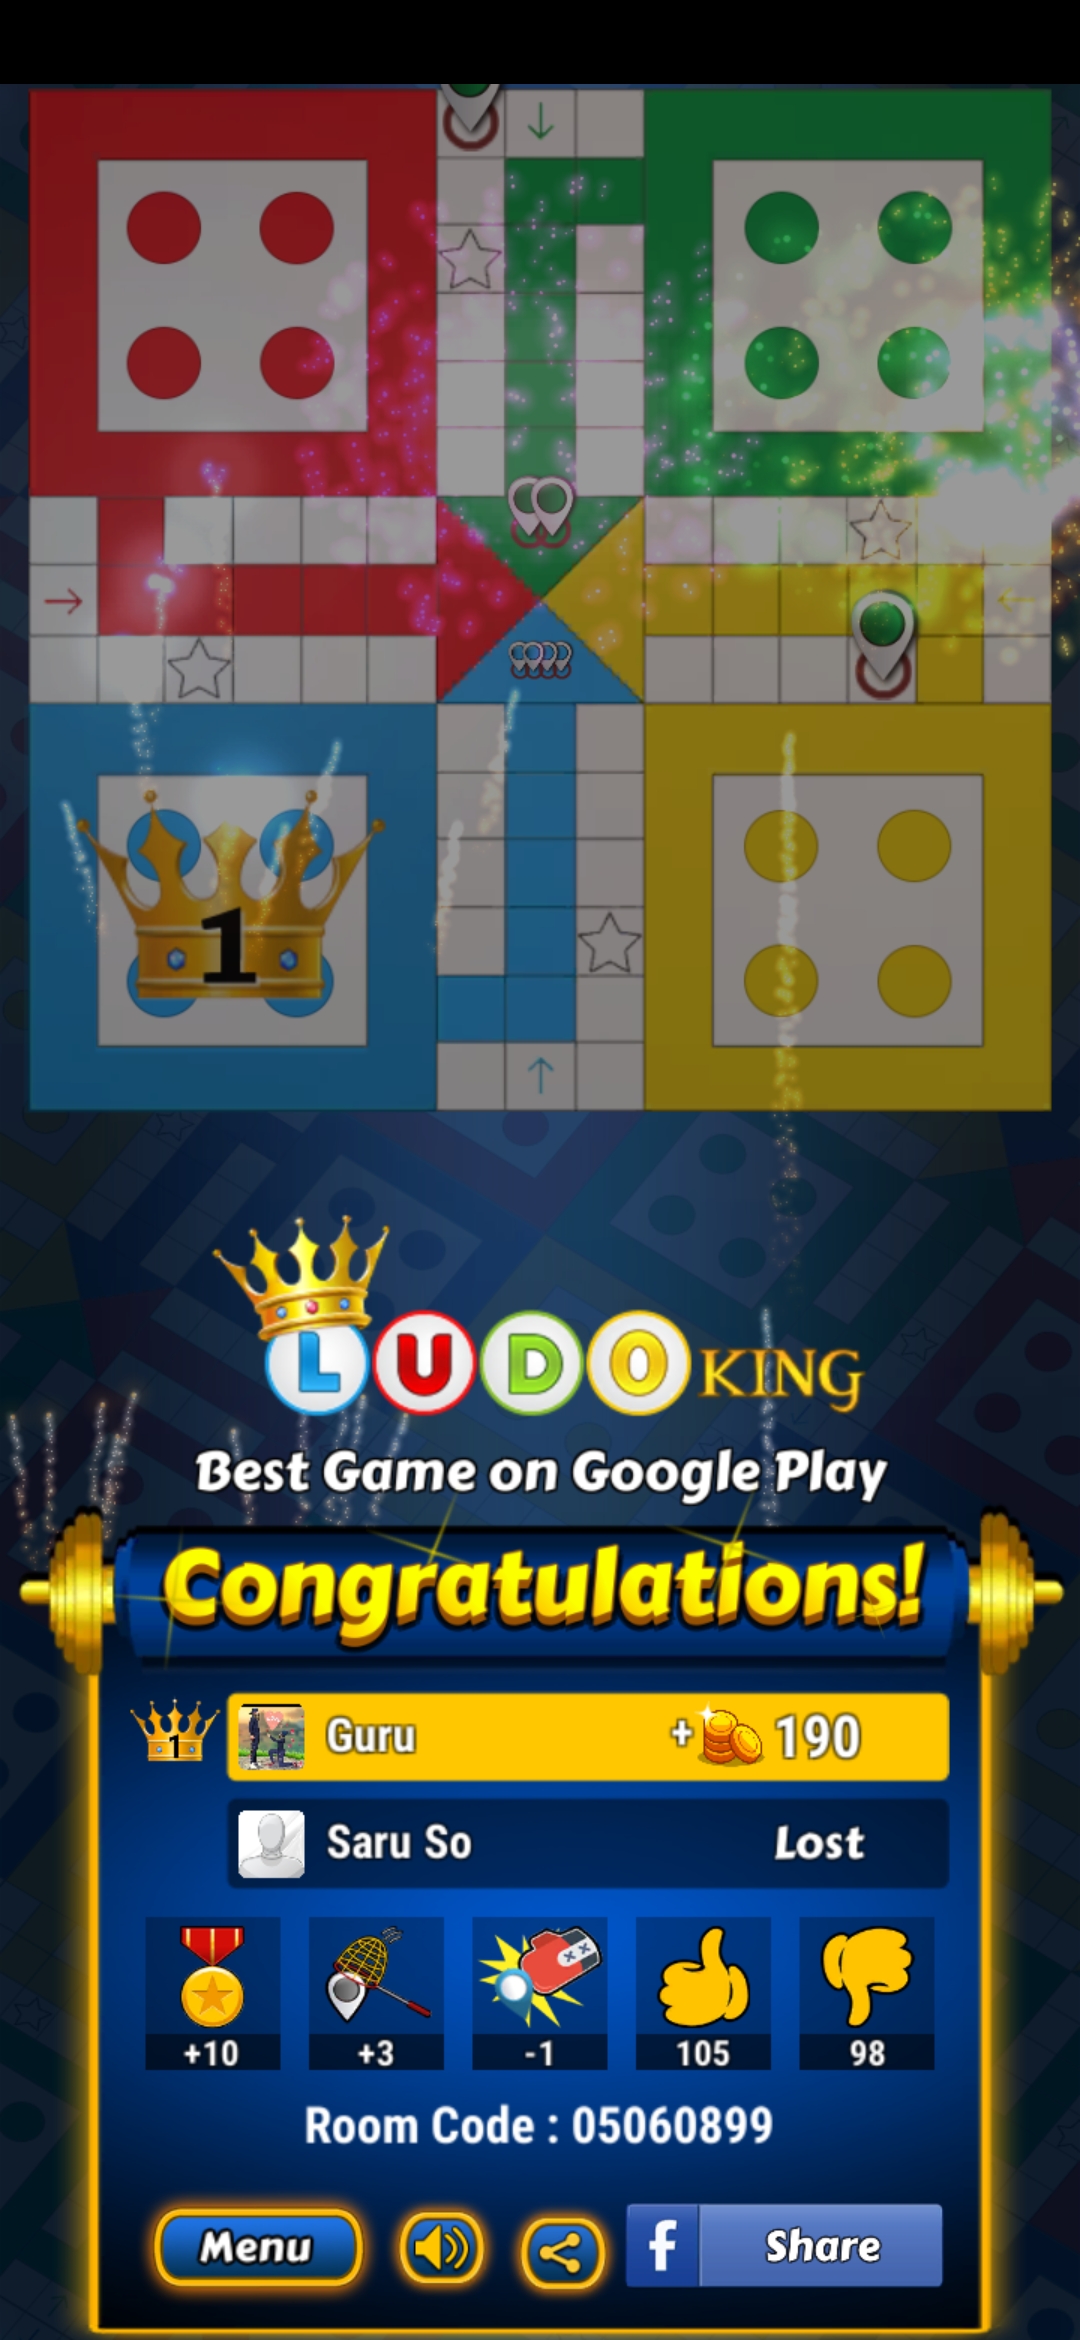 1
LUDO KING
Best Game on Google Play
Congratulations!
1 Guru + 190
Saru So Lost
+10 +3 -1 105 98
Room Code : 05060899
Menu f Share